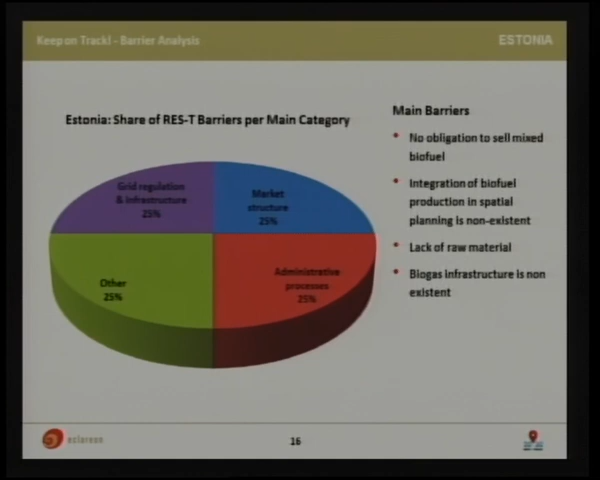 Keep on Track! - Barrier Analysis
ESTONIA
Estonia: Share of RES-T Barriers per Main Category
Grid regulation
& Infrastructure
25%
Market
structure
25%
Other
25%
Administrative
processes
25%
Main Barriers
• No obligation to sell mixed
biofuel
• Integration of biofuel
production in spatial
planning is non-existent
• Lack of raw material
• Biogas infrastructure is non
existent
eclareon
16